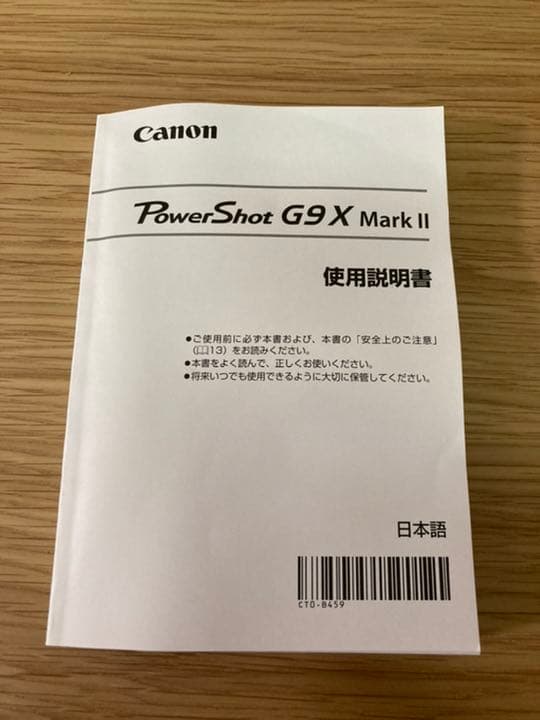 Canon
PowerShot G9 X Mark II
使用説明書
●ご使用前に必ず本書および、本書の「安全上のご注意」
（📖13）をお読みください。
●本書をよく読んで、正しくお使いください。
●将来いつでも使用できるように大切に保管してください。
日本語
CT0-B459